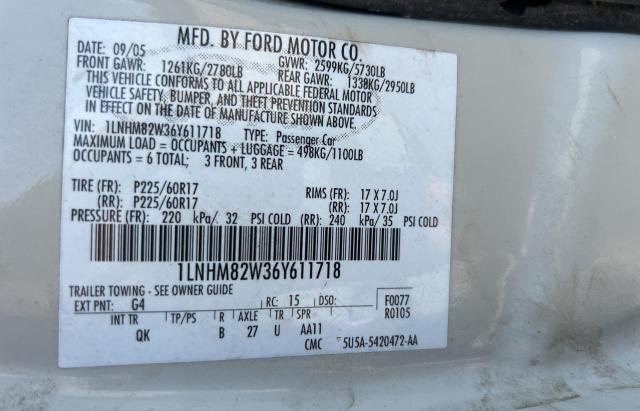 MFD. BY FORD MOTOR CO.
DATE: 09/05 GVWR: 2599KG/5730LB
FRONT GAWR: 1261KG/2780LB REAR GAWR: 1338KG/2950LB
THIS VEHICLE CONFORMS TO ALL APPLICABLE FEDERAL MOTOR
VEHICLE SAFETY, BUMPER, AND THEFT PREVENTION STANDARDS
IN EFFECT ON THE DATE OF MANUFACTURE SHOWN ABOVE.
VIN: 1LNHM82W36Y611718 TYPE: Passenger Car
MAXIMUM LOAD = OCCUPANTS + LUGGAGE = 498KG/1100LB
OCCUPANTS = 6 TOTAL; 3 FRONT, 3 REAR
TIRE (FR): P225/60R17 RIMS (FR): 17 X 7.0J
(RR): P225/60R17 (RR): 17 X 7.0J
PRESSURE (FR): 220 kPa/ 32 PSI COLD (RR): 240 kPa/ 35 PSI COLD
1LNHM82W36Y611718
TRAILER TOWING - SEE OWNER GUIDE
EXT PNT: G4 RC: 15 DSO: F0077
R0105
INT TR TP/PS R AXLE TR SPR
QK B 27 U AA11
CMC 5U5A-5420472-AA